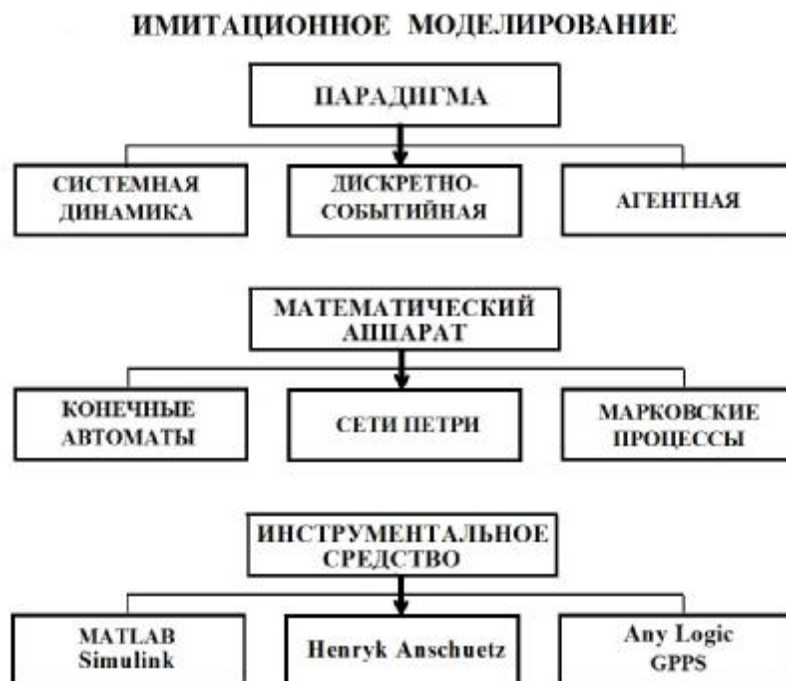 ИМИТАЦИОННОЕ МОДЕЛИРОВАНИЕ
ПАРАДИГМА
СИСТЕМНАЯ
ДИНАМИКА
ДИСКРЕТНО-
СОБЫТИЙНАЯ
АГЕНТНАЯ
МАТЕМАТИЧЕСКИЙ
АППАРАТ
КОНЕЧНЫЕ
АВТОМАТЫ
СЕТИ ПЕТРИ
МАРКОВСКИЕ
ПРОЦЕССЫ
ИНСТРУМЕНТАЛЬНОЕ
СРЕДСТВО
MATLAB
Simulink
Henryk Anschuetz
Any Logic
GPPS